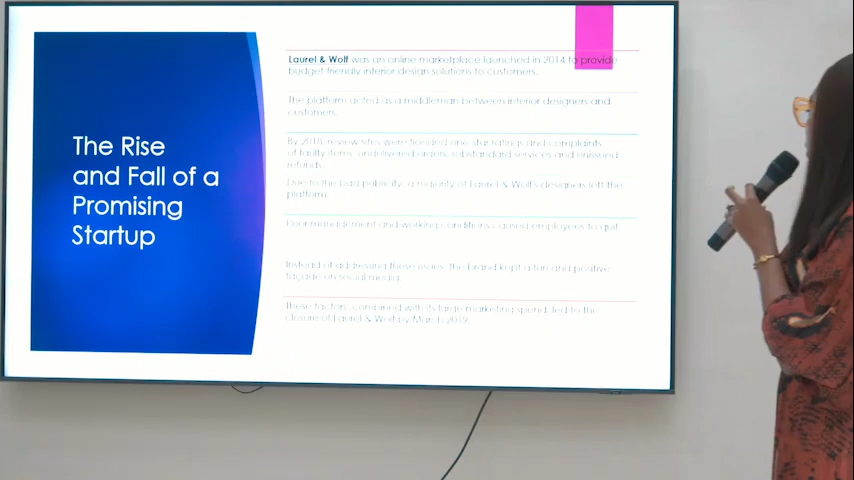 The Rise
and Fall of a
Promising
Startup
Laurel & Wolf was an online marketplace launched in 2014 to provide
budget friendly interior design solutions to customers.
The platform acted as a middleman between interior designers and
customers.
By 2018, review sites were flooded one star ratings and complaints
of faulty items, undelivered orders, substandard services and unissued
refunds.
Due to the bad publicity, a majority of Laurel & Wolf's designers left the
platform.
Poor management and working conditions caused employees to quit.
Instead of addressing these issues, the brand kept a fun and positive
façade on social media.
These factors, combined with its large marketing spend, led to the
closure of Laurel & Wolf by March 2019.